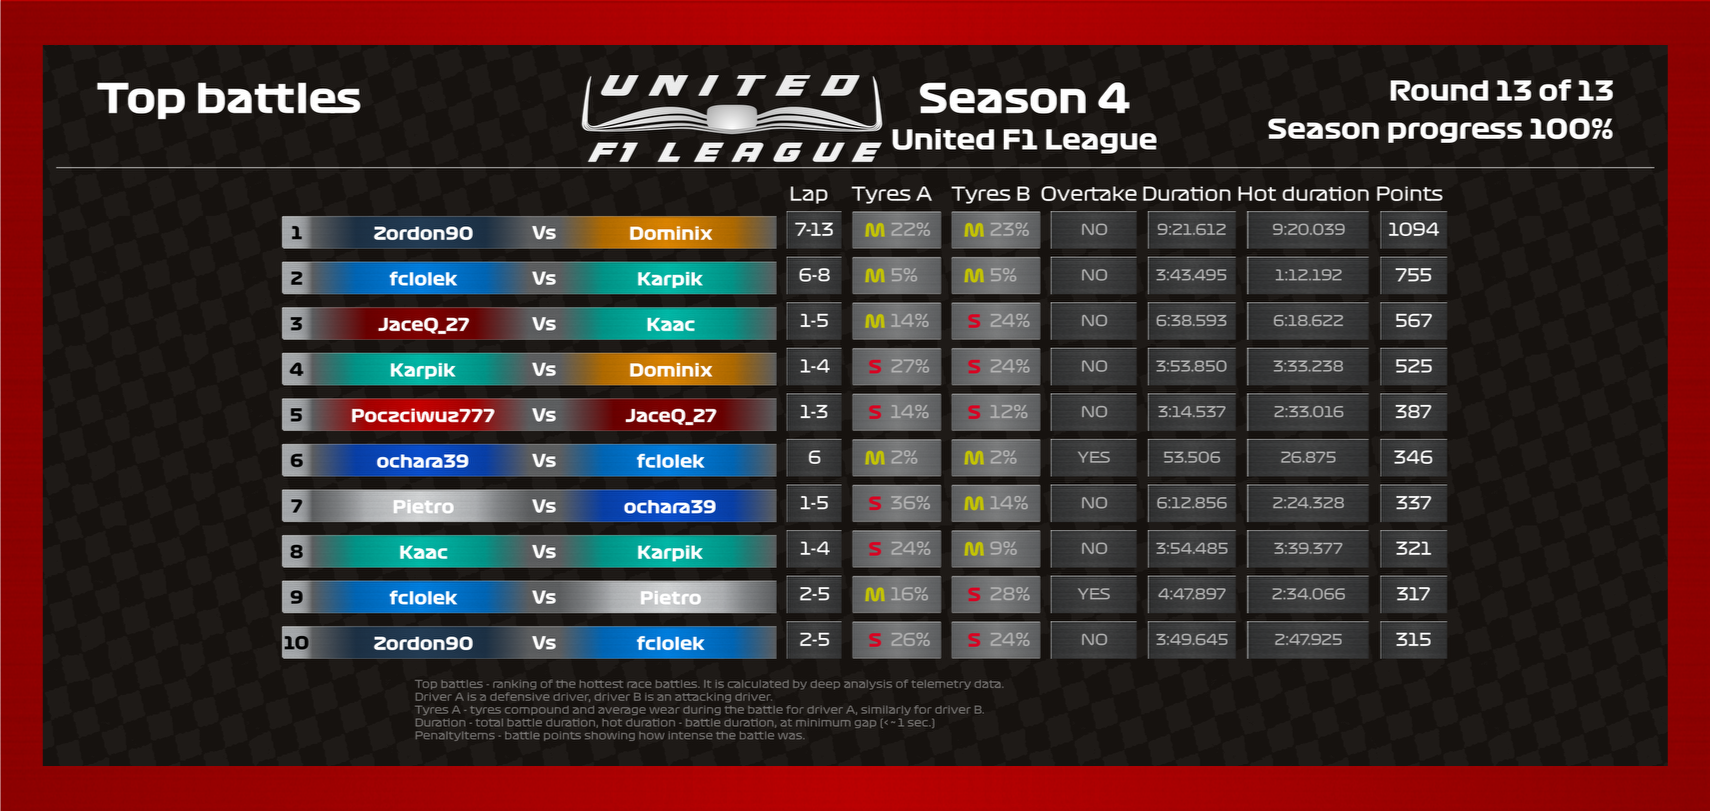 Top battles
UNITED
F1 LEAGUE
Season 4
United F1 League
Round 13 of 13
Season progress 100%
Lap Tyres A Tyres B Overtake Duration Hot duration Points
1 Zordon90 Vs Dominix 7-13 M 22% M 23% NO 9:21.612 9:20.039 1094
2 fclolek Vs Karpik 6-8 M 5% M 5% NO 3:43.495 1:12.192 755
3 JaceQ_27 Vs Kaac 1-5 M 14% S 24% NO 6:38.593 6:18.622 567
4 Karpik Vs Dominix 1-4 S 27% S 24% NO 3:53.850 3:33.238 525
5 Poczciwuz777 Vs JaceQ_27 1-3 S 14% S 12% NO 3:14.537 2:33.016 387
6 ochara39 Vs fclolek 6 M 2% M 2% YES 53.506 26.875 346
7 Pietro Vs ochara39 1-5 S 36% M 14% NO 6:12.856 2:24.328 337
8 Kaac Vs Karpik 1-4 S 24% M 9% NO 3:54.485 3:39.377 321
9 fclolek Vs Pietro 2-5 M 16% S 28% YES 4:47.897 2:34.066 317
10 Zordon90 Vs fclolek 2-5 S 26% S 24% NO 3:49.645 2:47.925 315
Top battles - ranking of the hottest race battles. It is calculated by deep analysis of telemetry data.
Driver A is a defensive driver, driver B is an attacking driver.
Tyres A - tyres compound and average wear during the battle for driver A, similarly for driver B.
Duration - total battle duration, hot duration - battle duration, at minimum gap (<~1 sec.)
PenaltyItems - battle points showing how intense the battle was.